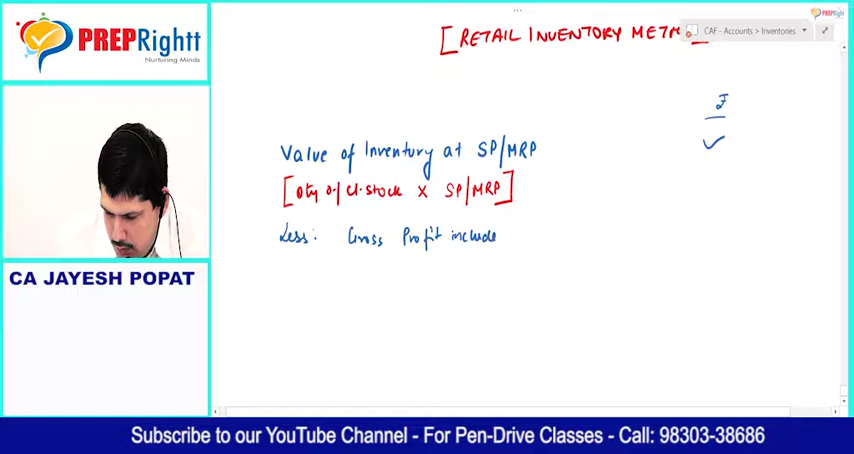 PREPRightt
Nurturing Minds
[RETAIL INVENTORY METH
CAF - Accounts > Inventories
PREPRightt
₹
Value of Inventory at SP/MRP
[Qty of Cl. Stock X SP/MRP]
Less: Gross Profit include
CA JAYESH POPAT
Subscribe to our YouTube Channel - For Pen-Drive Classes - Call: 98303-38686